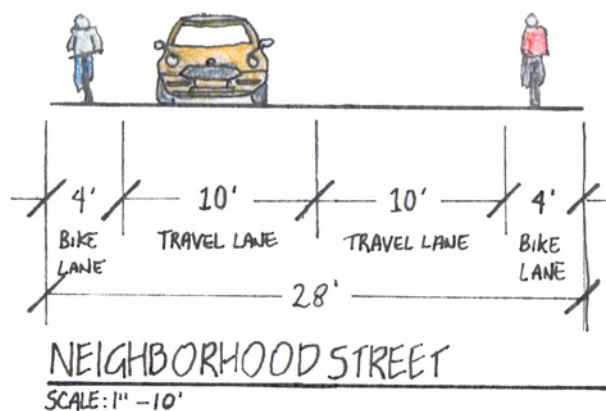 4' 10' 10' 4'
BIKE LANE
TRAVEL LANE
TRAVEL LANE
BIKE LANE
28'
NEIGHBORHOOD STREET
SCALE: 1" - 10'